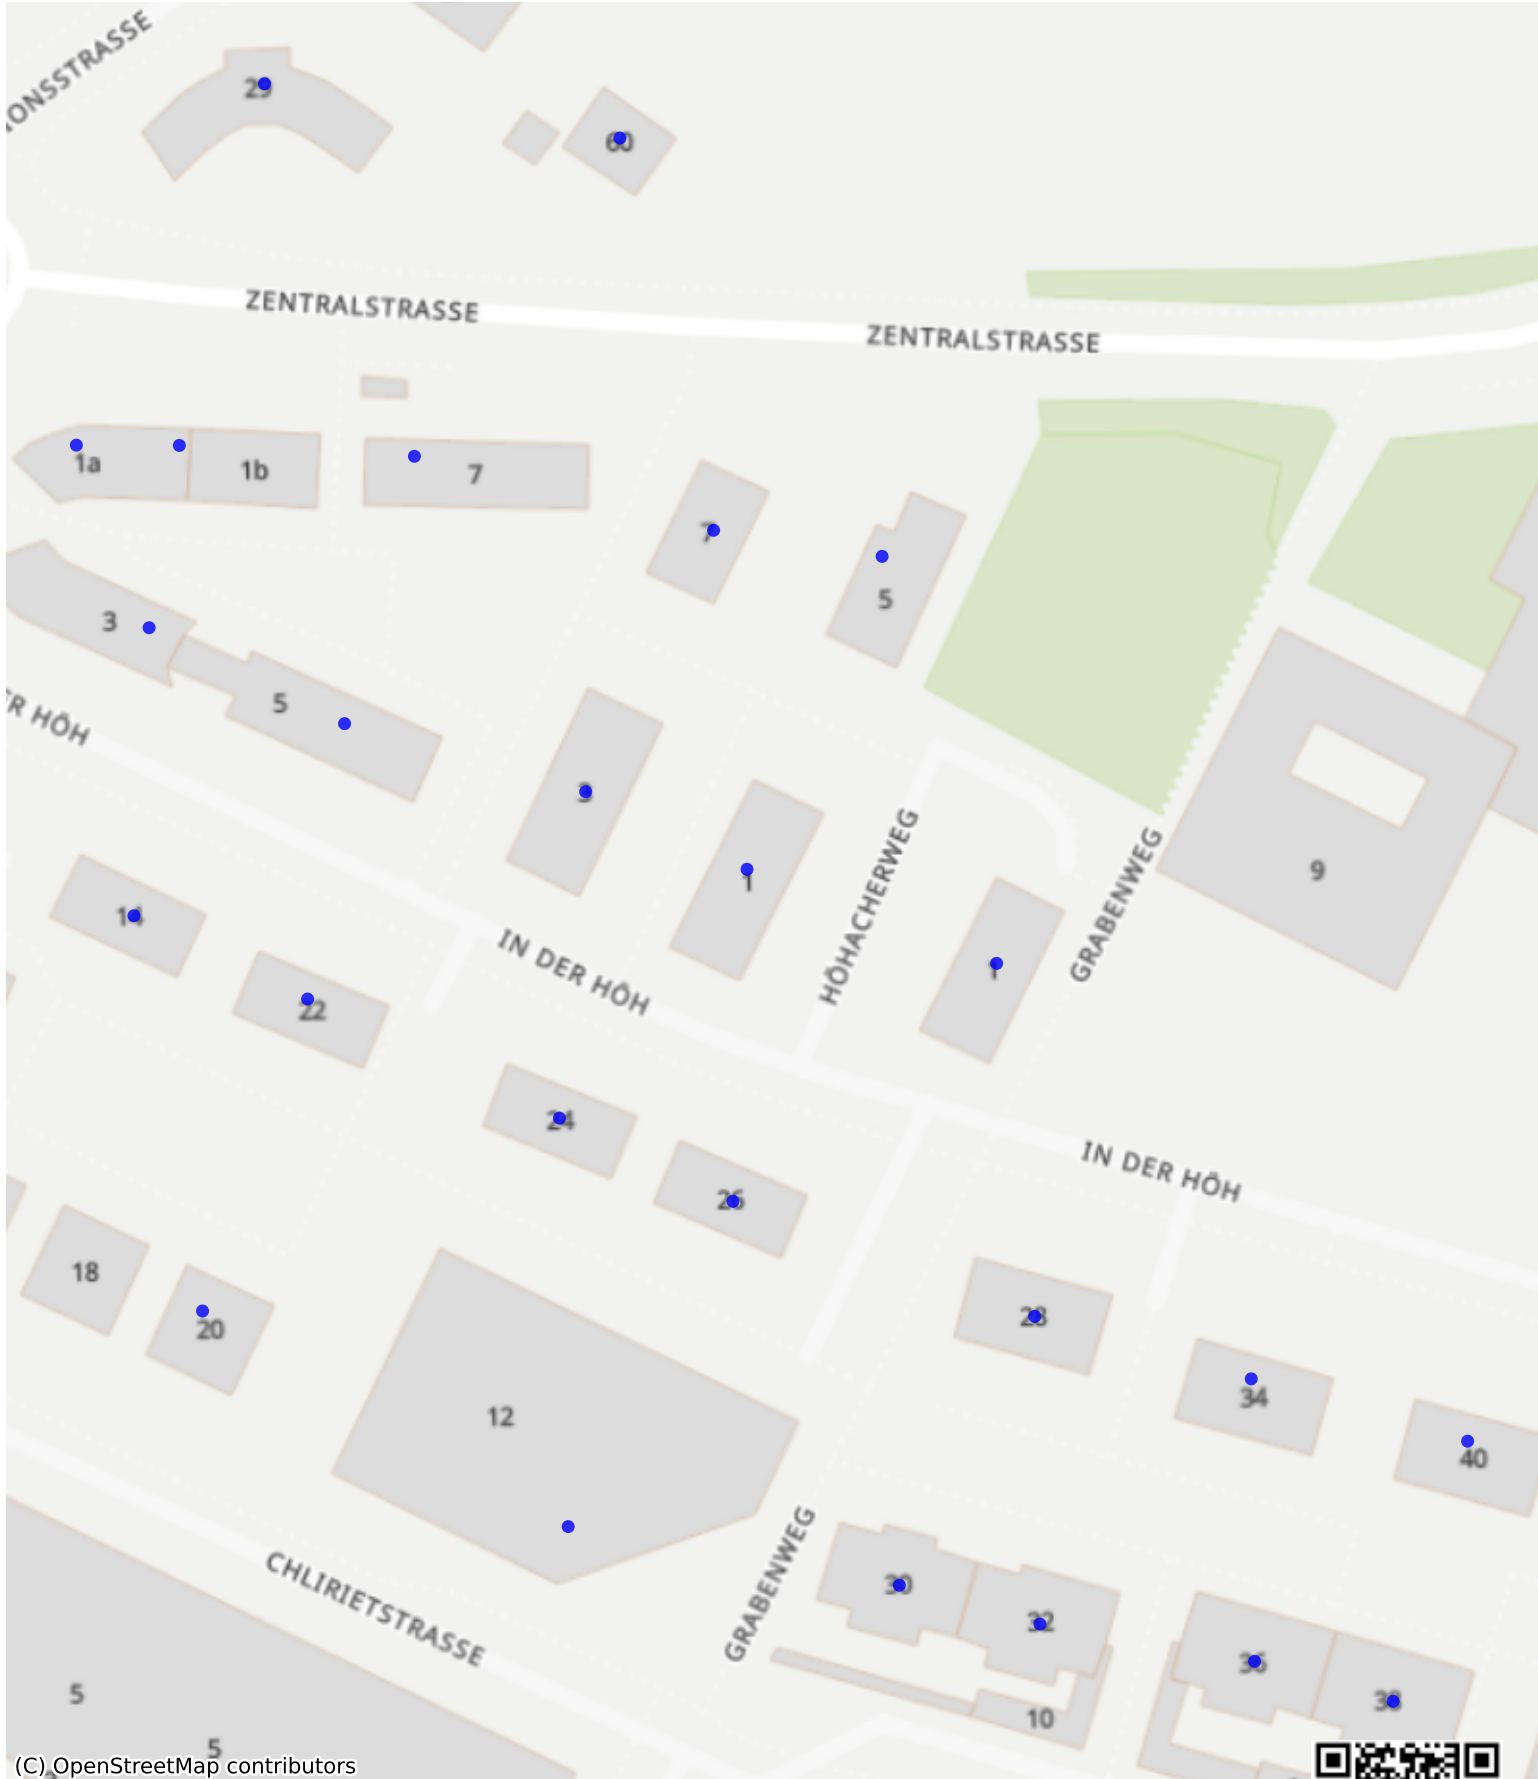 IONSSTRASSE
29
60
ZENTRALSTRASSE
ZENTRALSTRASSE
1a
1b
7
7
5
3
5
ER HÖH
3
1
HÖHACHERWEG
GRABENWEG
9
14
22
IN DER HÖH
1
24
26
IN DER HÖH
18
20
28
34
12
40
GRABENWEG
CHLIRIETSTRASSE
30
32
36
38
5
10
5
(C) OpenStreetMap contributors